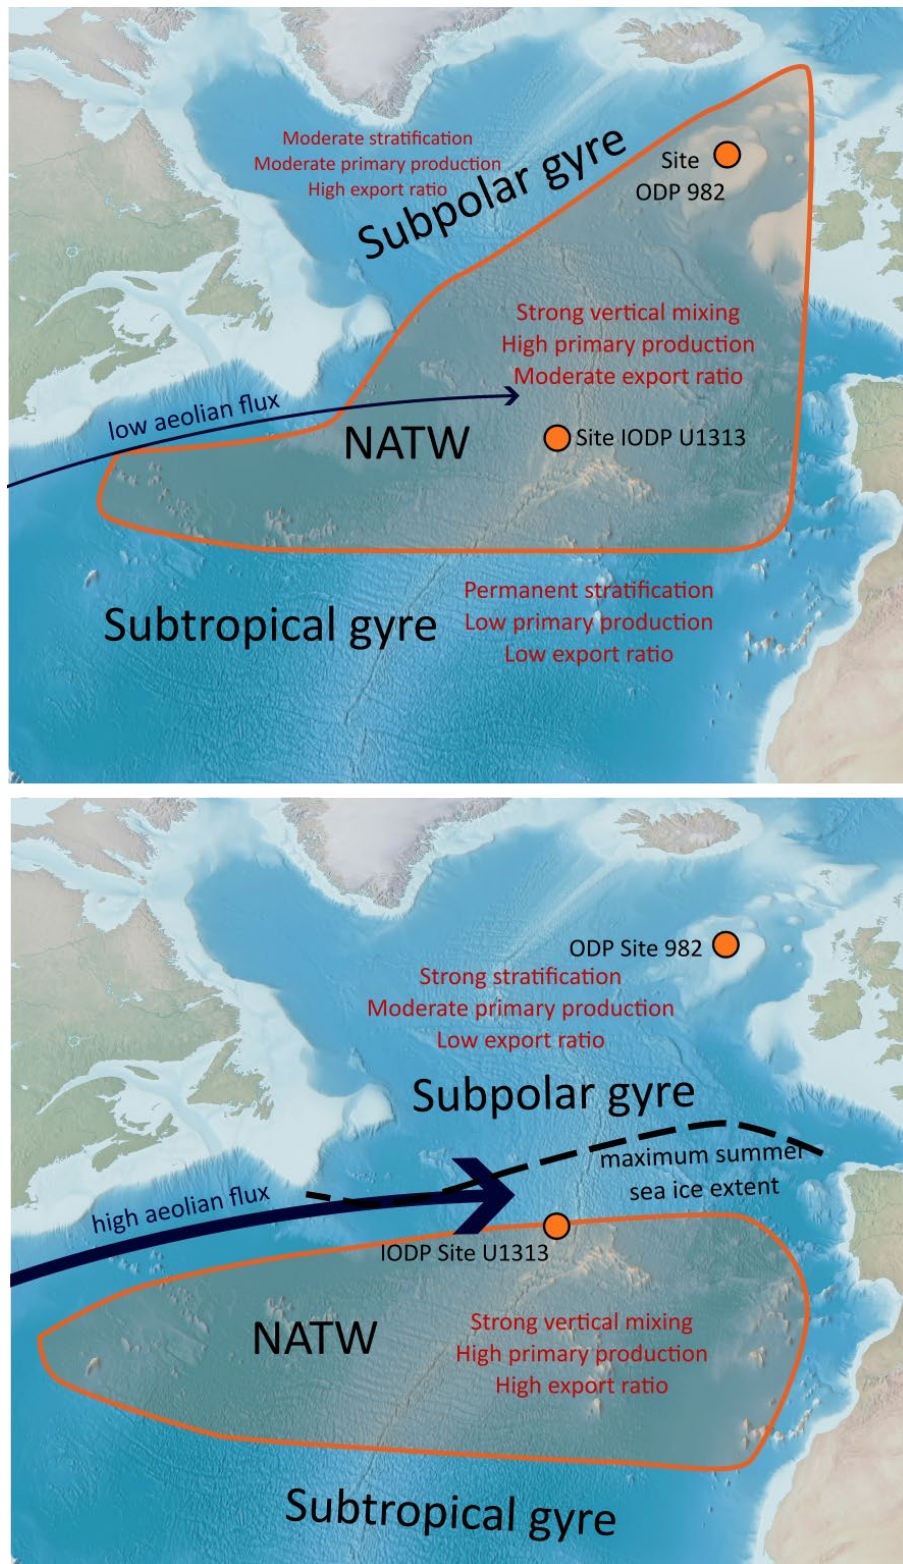 Moderate stratification
Moderate primary production
High export ratio
Subpolar gyre
Site
ODP 982
Strong vertical mixing
High primary production
Moderate export ratio
low aeolian flux
NATW
Site IODP U1313
Permanent stratification
Low primary production
Low export ratio
Subtropical gyre
ODP Site 982
Strong stratification
Moderate primary production
Low export ratio
Subpolar gyre
maximum summer
sea ice extent
high aeolian flux
IODP Site U1313
NATW
Strong vertical mixing
High primary production
High export ratio
Subtropical gyre